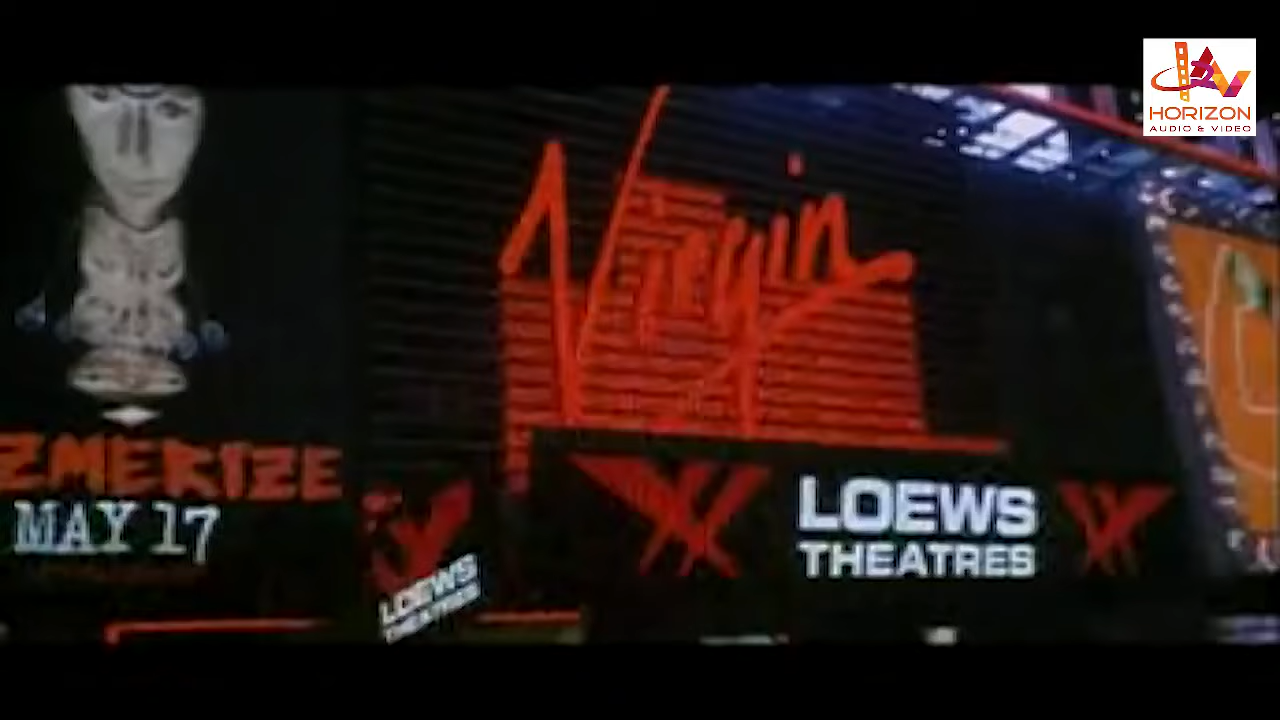 HORIZON
AUDIO & VIDEO
Virgin
ZMERIZE
MAY 17
LOEWS
THEATRES
LOEWS
THEATRES